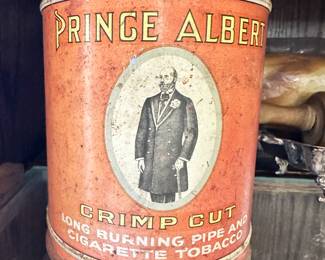 PRINCE ALBERT
CRIMP CUT
LONG BURNING PIPE AND
CIGARETTE TOBACCO